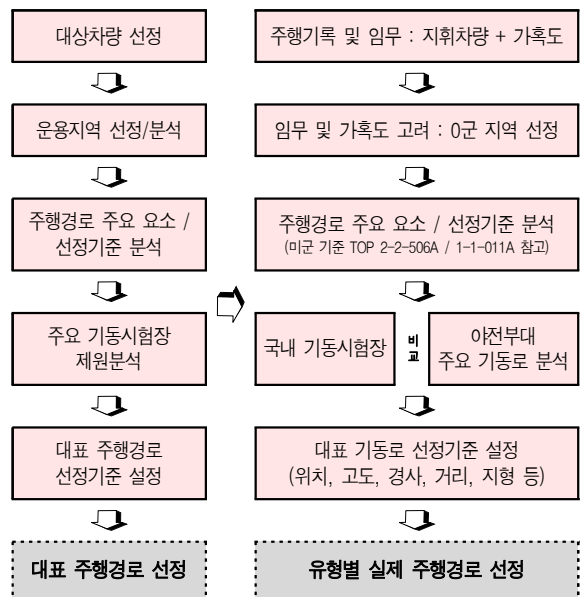 대상차량 선정
운용지역 선정/분석
주행경로 주요 요소 /
선정기준 분석
주요 기동시험장
제원분석
대표 주행경로
선정기준 설정
대표 주행경로 선정
주행기록 및 임무 : 지휘차량 + 가혹도
임무 및 가혹도 고려 : 0군 지역 선정
주행경로 주요 요소 / 선정기준 분석
(미군 기준 TOP 2-2-506A / 1-1-011A 참고)
국내 기동시험장
비교
야전부대
주요 기동로 분석
대표 기동로 선정기준 설정
(위치, 고도, 경사, 거리, 지형 등)
유형별 실제 주행경로 선정